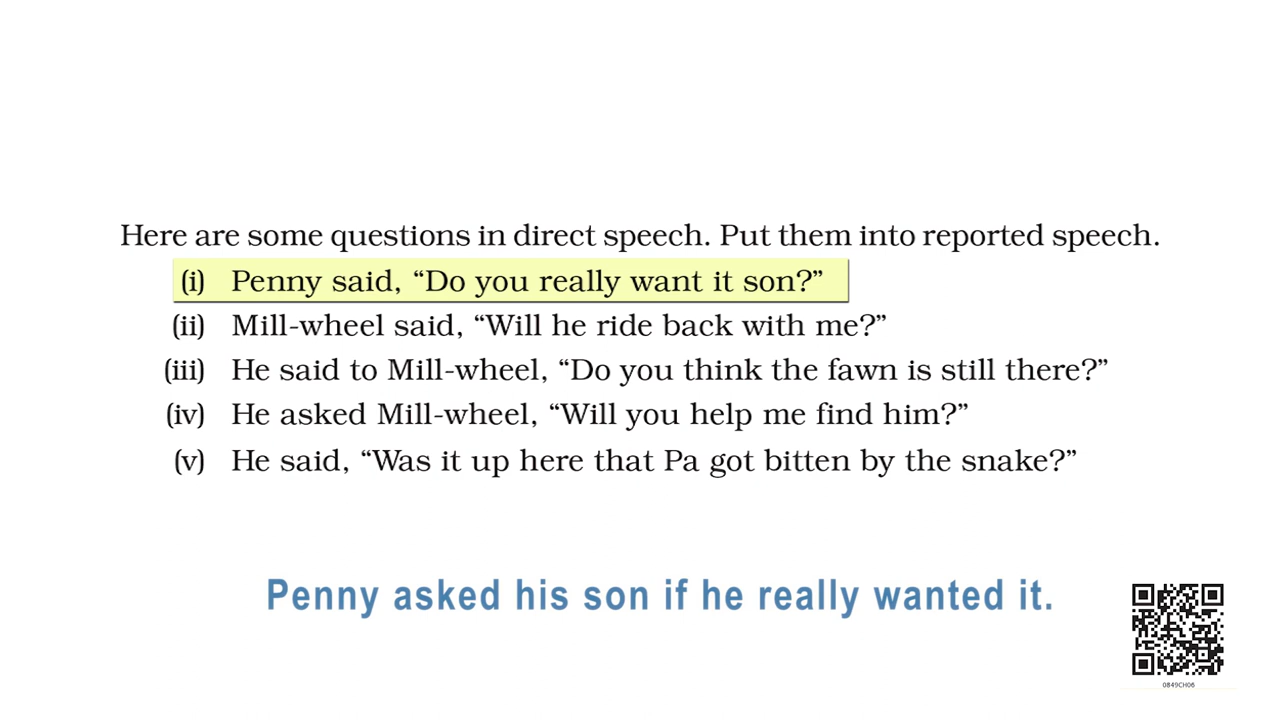 Here are some questions in direct speech. Put them into reported speech.
(i) Penny said, “Do you really want it son?”
(ii) Mill-wheel said, “Will he ride back with me?”
(iii) He said to Mill-wheel, “Do you think the fawn is still there?”
(iv) He asked Mill-wheel, “Will you help me find him?”
(v) He said, “Was it up here that Pa got bitten by the snake?”
Penny asked his son if he really wanted it.
0849CH06